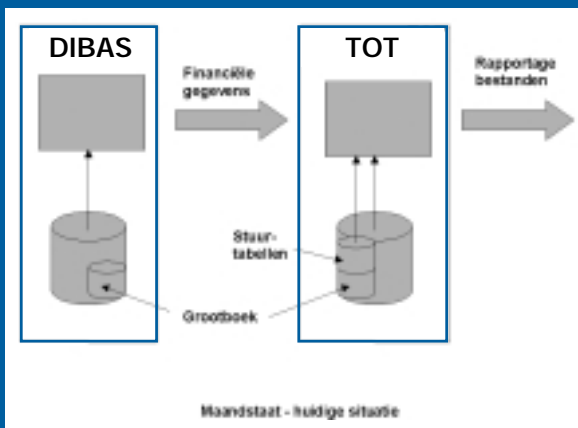 DIBAS
TOT
Financiële
gegevens
Rapportage
bestanden
Stuur-
tabellen
Grootboek
Maandstaat - huidige situatie